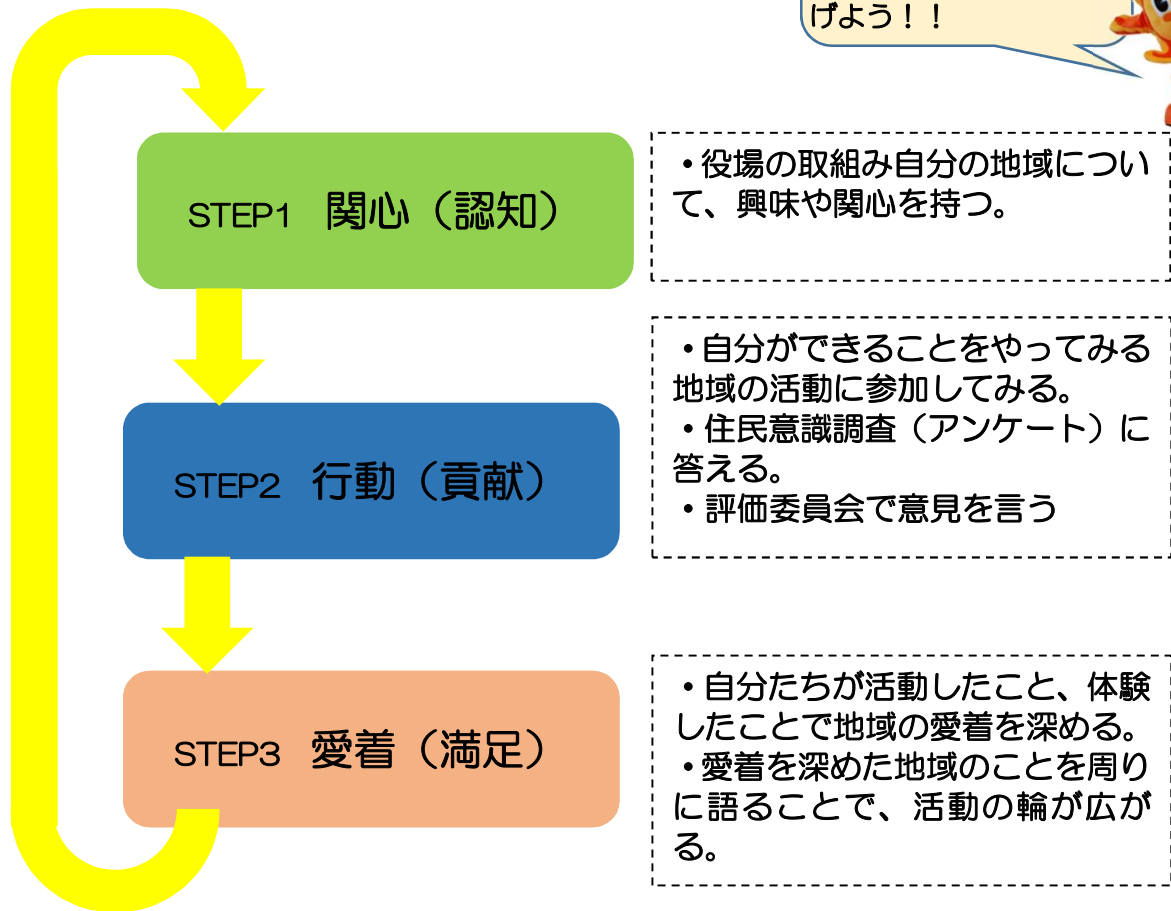 げよう！！
STEP1　関心（認知）
・役場の取組み自分の地域につい
て、興味や関心を持つ。
STEP2　行動（貢献）
・自分ができることをやってみる
地域の活動に参加してみる。
・住民意識調査（アンケート）に
答える。
・評価委員会で意見を言う
STEP3　愛着（満足）
・自分たちが活動したこと、体験
したことで地域の愛着を深める。
・愛着を深めた地域のことを周り
に語ることで、活動の輪が広が
る。